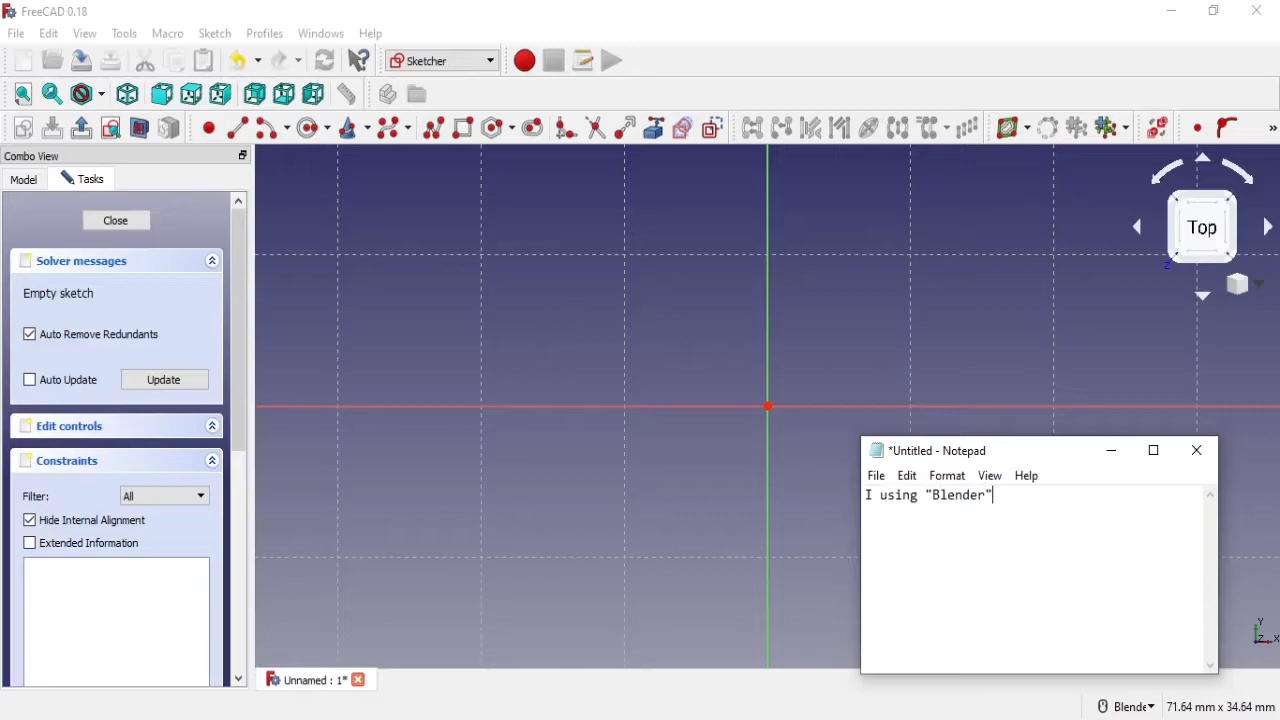 FreeCAD 0.18
File Edit View Tools Macro Sketch Profiles Windows Help
Sketcher
»
Combo View
Model Tasks
Close
Solver messages
Empty sketch
Auto Remove Redundants
Auto Update Update
Edit controls
Constraints
Filter: All
Hide Internal Alignment
Extended Information
Top
Z
*Untitled - Notepad
File Edit Format View Help
I using "Blender"
Y
Z X
Unnamed : 1*
Blende 71.64 mm x 34.64 mm